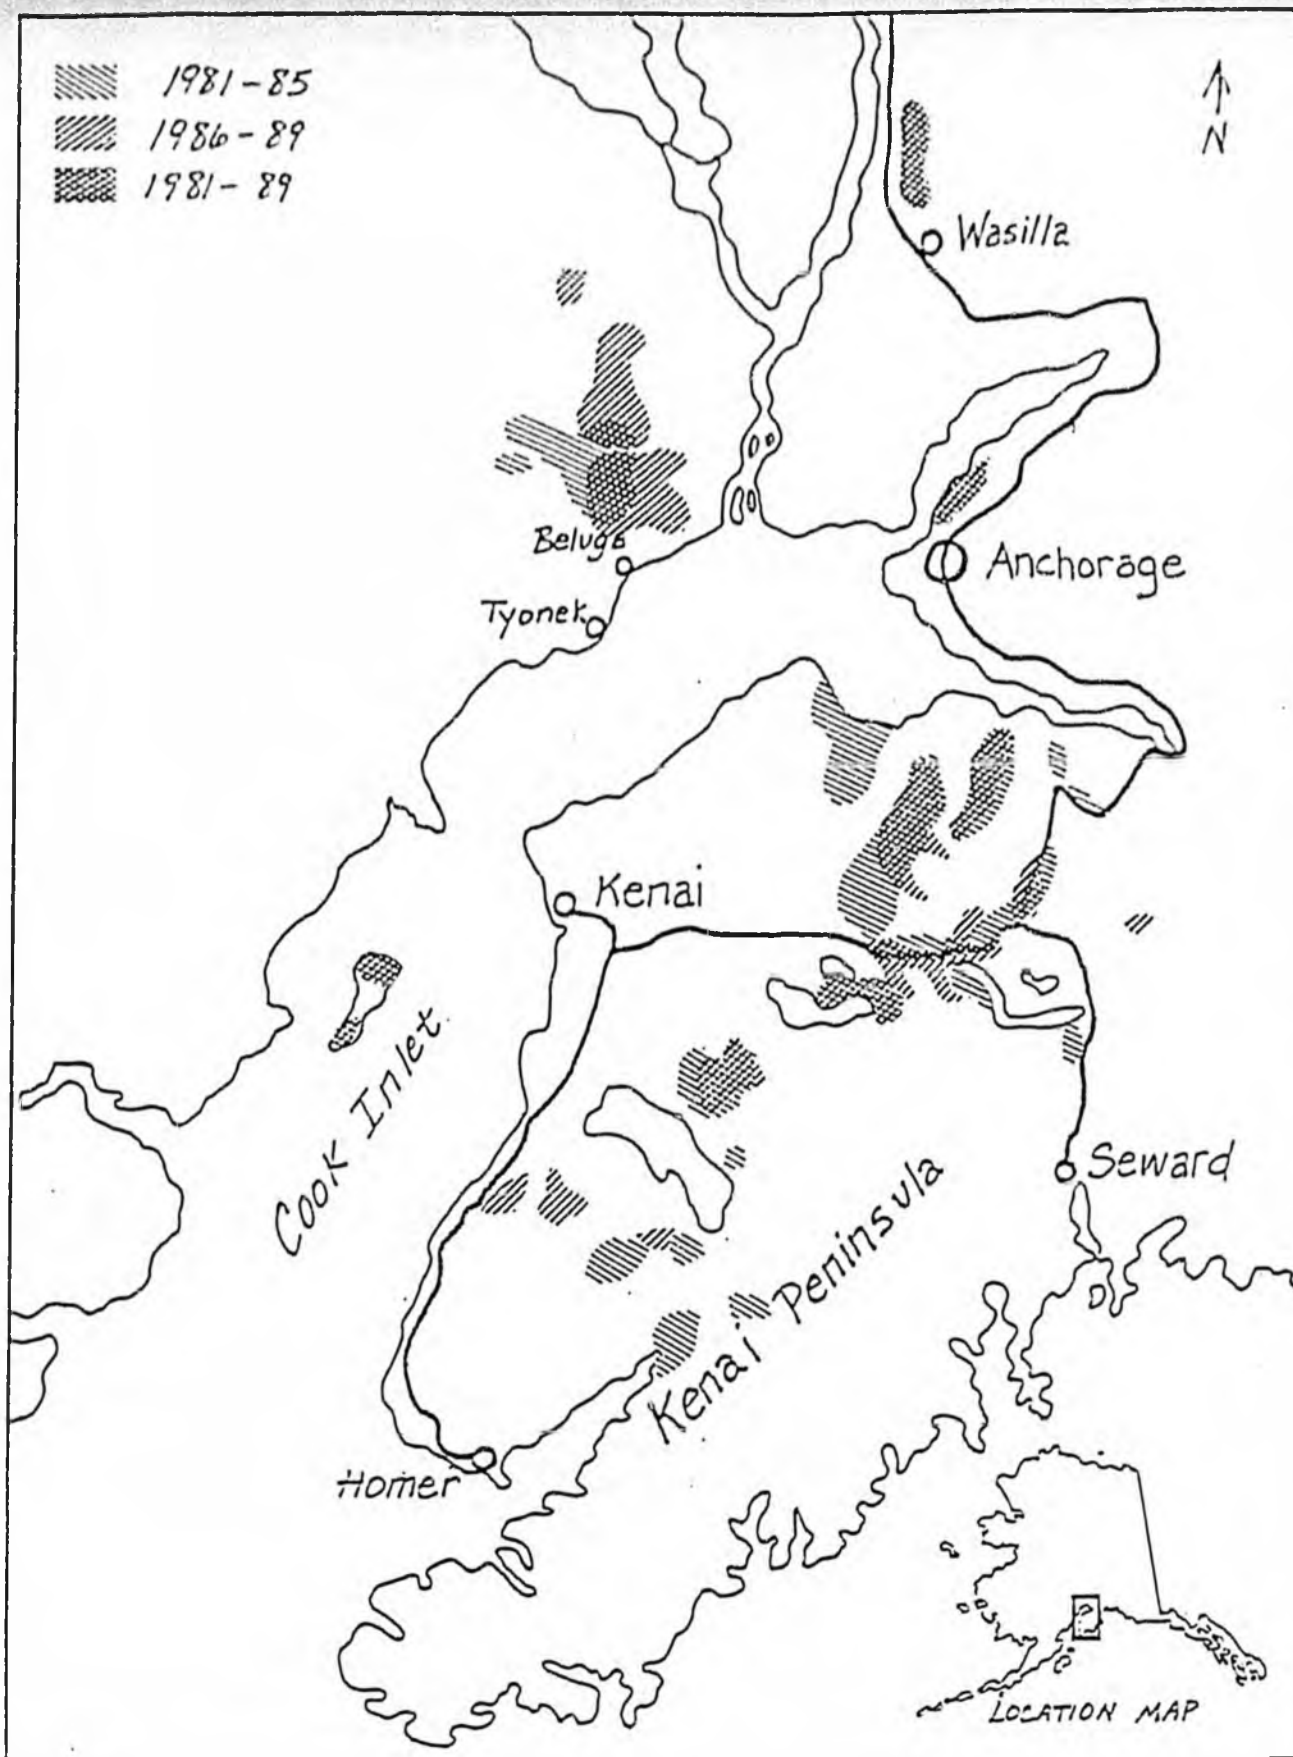 1981-85
1986-89
1981-89
N
Wasilla
Beluga
Anchorage
Tyonek
Kenai
Cook Inlet
Seward
Kenai Peninsula
Homer
LOCATION MAP